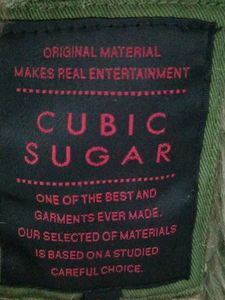 ORIGINAL MATERIAL
MAKES REAL ENTERTAINMENT
CUBIC
SUGAR
ONE OF THE BEST AND
GARMENTS EVER MADE.
OUR SELECTED OF MATERIALS
IS BASED ON A STUDIED
CAREFUL CHOICE.